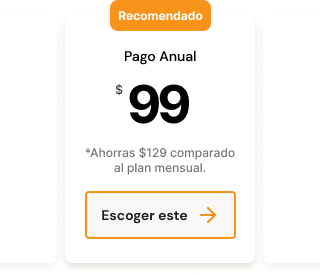 Recomendado
Pago Anual
$ 99
*Ahorras $129 comparado
al plan mensual.
Escoger este →